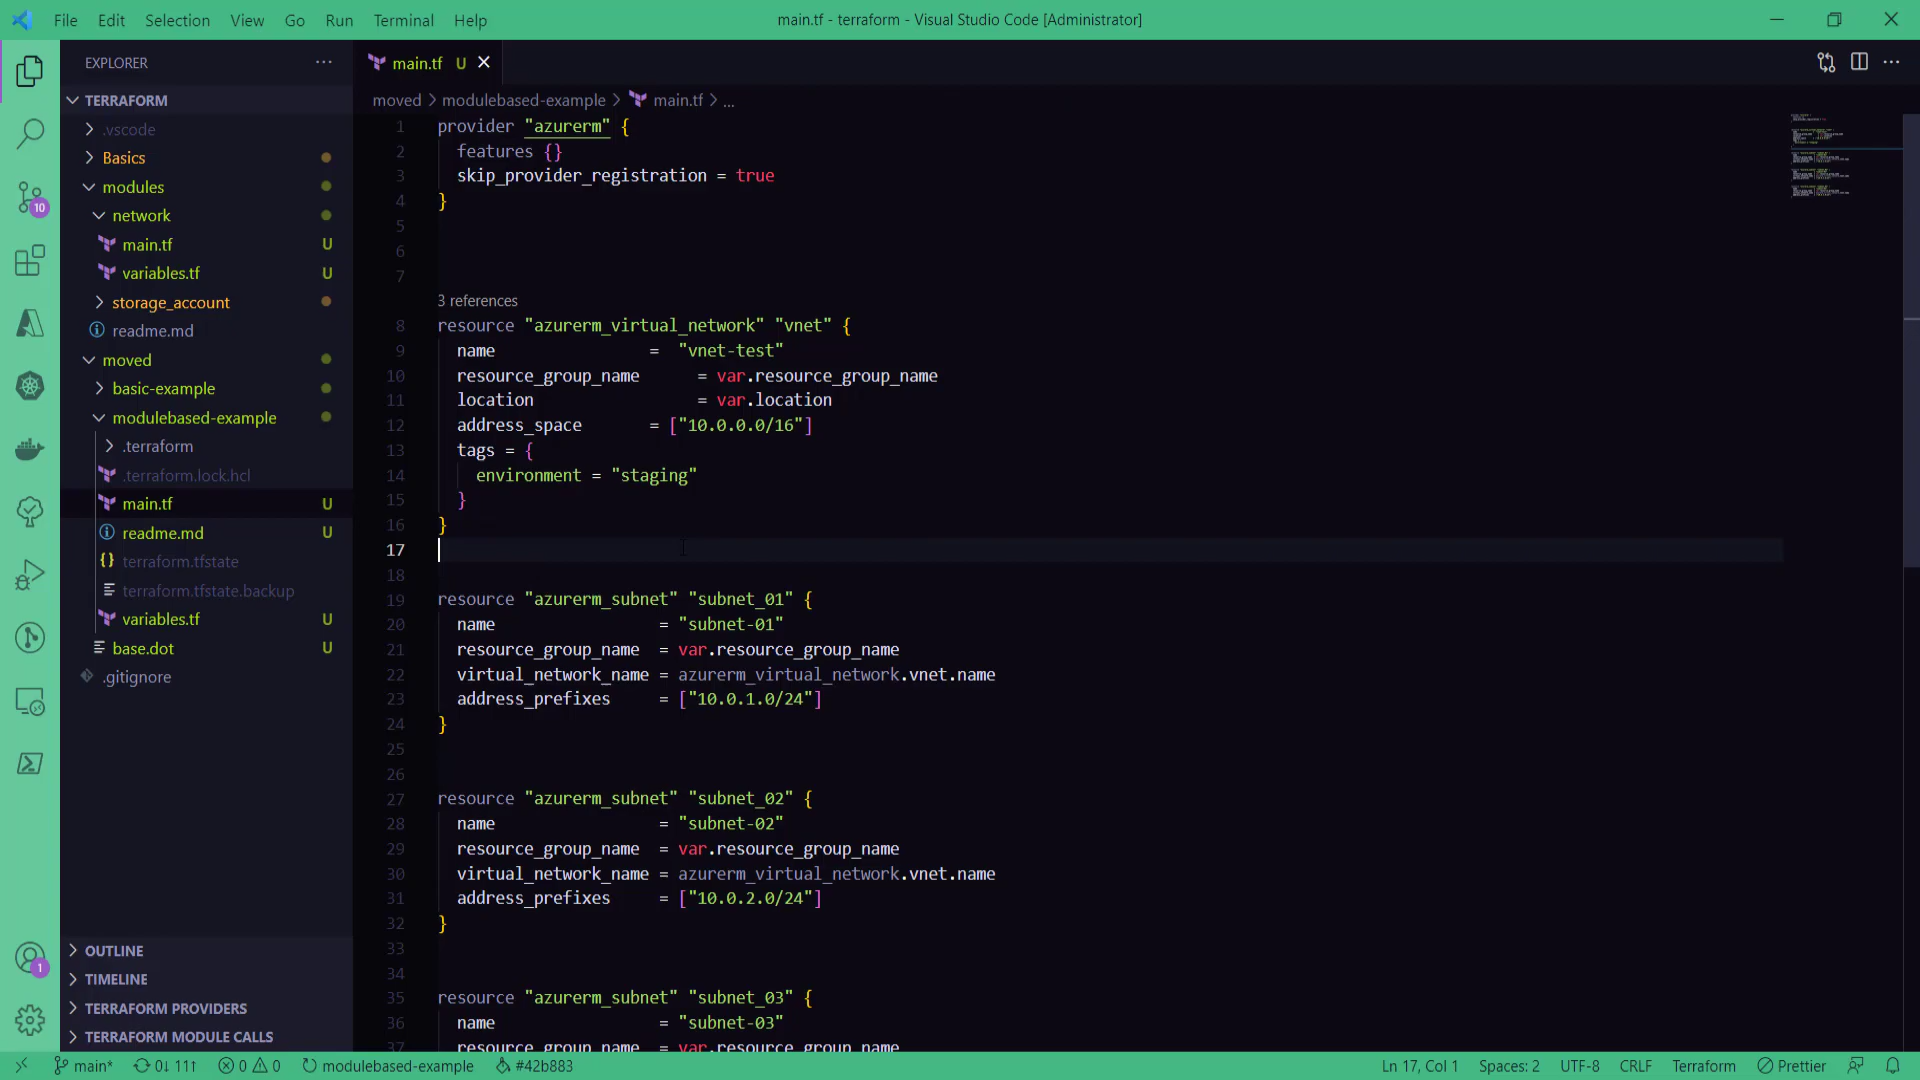 File Edit Selection View Go Run Terminal Help
main.tf - terraform - Visual Studio Code [Administrator]
EXPLORER
main.tf U
TERRAFORM
.vscode
Basics
modules
network
main.tf U
variables.tf U
storage_account
readme.md
moved
basic-example
modulebased-example
.terraform
.terraform.lock.hcl
main.tf U
readme.md U
terraform.tfstate
terraform.tfstate.backup
variables.tf U
base.dot U
.gitignore
OUTLINE
TIMELINE
TERRAFORM PROVIDERS
TERRAFORM MODULE CALLS
10
1
moved > modulebased-example > main.tf > ...
1 provider "azurerm" {
2 features {}
3 skip_provider_registration = true
4 }
5
6
7
3 references
8 resource "azurerm_virtual_network" "vnet" {
9 name = "vnet-test"
10 resource_group_name = var.resource_group_name
11 location = var.location
12 address_space = ["10.0.0.0/16"]
13 tags = {
14 environment = "staging"
15 }
16 }
17
18
19 resource "azurerm_subnet" "subnet_01" {
20 name = "subnet-01"
21 resource_group_name = var.resource_group_name
22 virtual_network_name = azurerm_virtual_network.vnet.name
23 address_prefixes = ["10.0.1.0/24"]
24 }
25
26
27 resource "azurerm_subnet" "subnet_02" {
28 name = "subnet-02"
29 resource_group_name = var.resource_group_name
30 virtual_network_name = azurerm_virtual_network.vnet.name
31 address_prefixes = ["10.0.2.0/24"]
32 }
33
34
35 resource "azurerm_subnet" "subnet_03" {
36 name = "subnet-03"
37 resource_group_name = var.resource_group_name
main* 0↓ 11↑ 0 0 modulebased-example #42b883 Ln 17, Col 1 Spaces: 2 UTF-8 CRLF Terraform Prettier